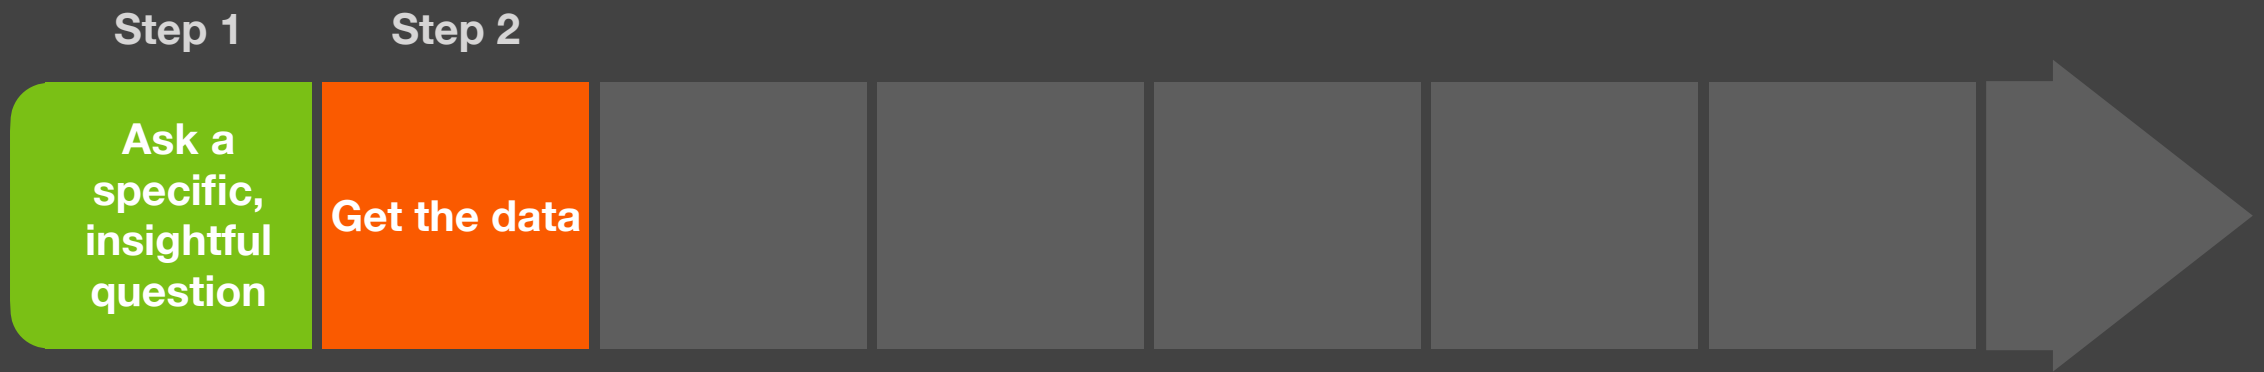 Step 1
Step 2
Ask a
specific,
insightful
question
Get the data